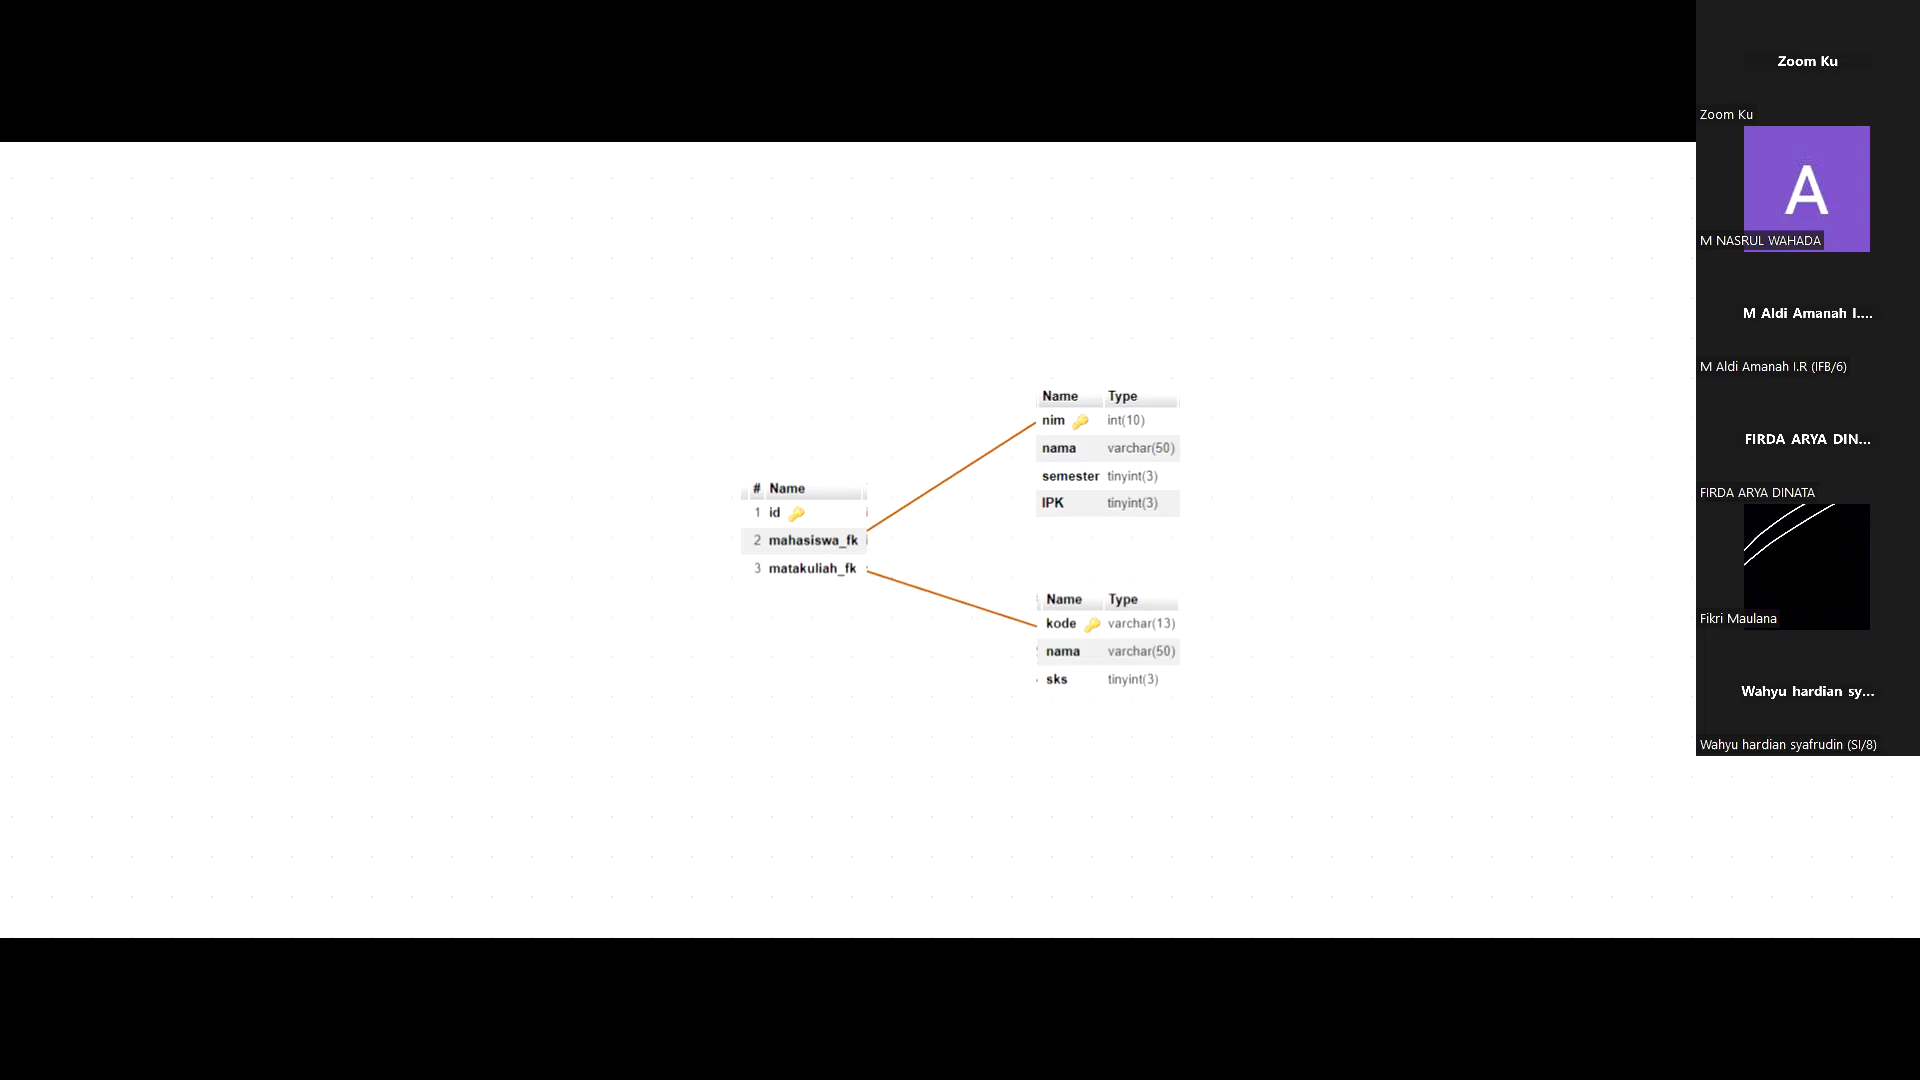 # Name
1 id
2 mahasiswa_fk
3 matakuliah_fk
Name Type
nim int(10)
nama varchar(50)
semester tinyint(3)
IPK tinyint(3)
Name Type
kode varchar(13)
nama varchar(50)
sks tinyint(3)
Zoom Ku
Zoom Ku
A
M NASRUL WAHADA
M Aldi Amanah I....
M Aldi Amanah I.R (IFB/6)
FIRDA ARYA DIN...
FIRDA ARYA DINATA
Fikri Maulana
Wahyu hardian sy...
Wahyu hardian syafrudin (SI/8)